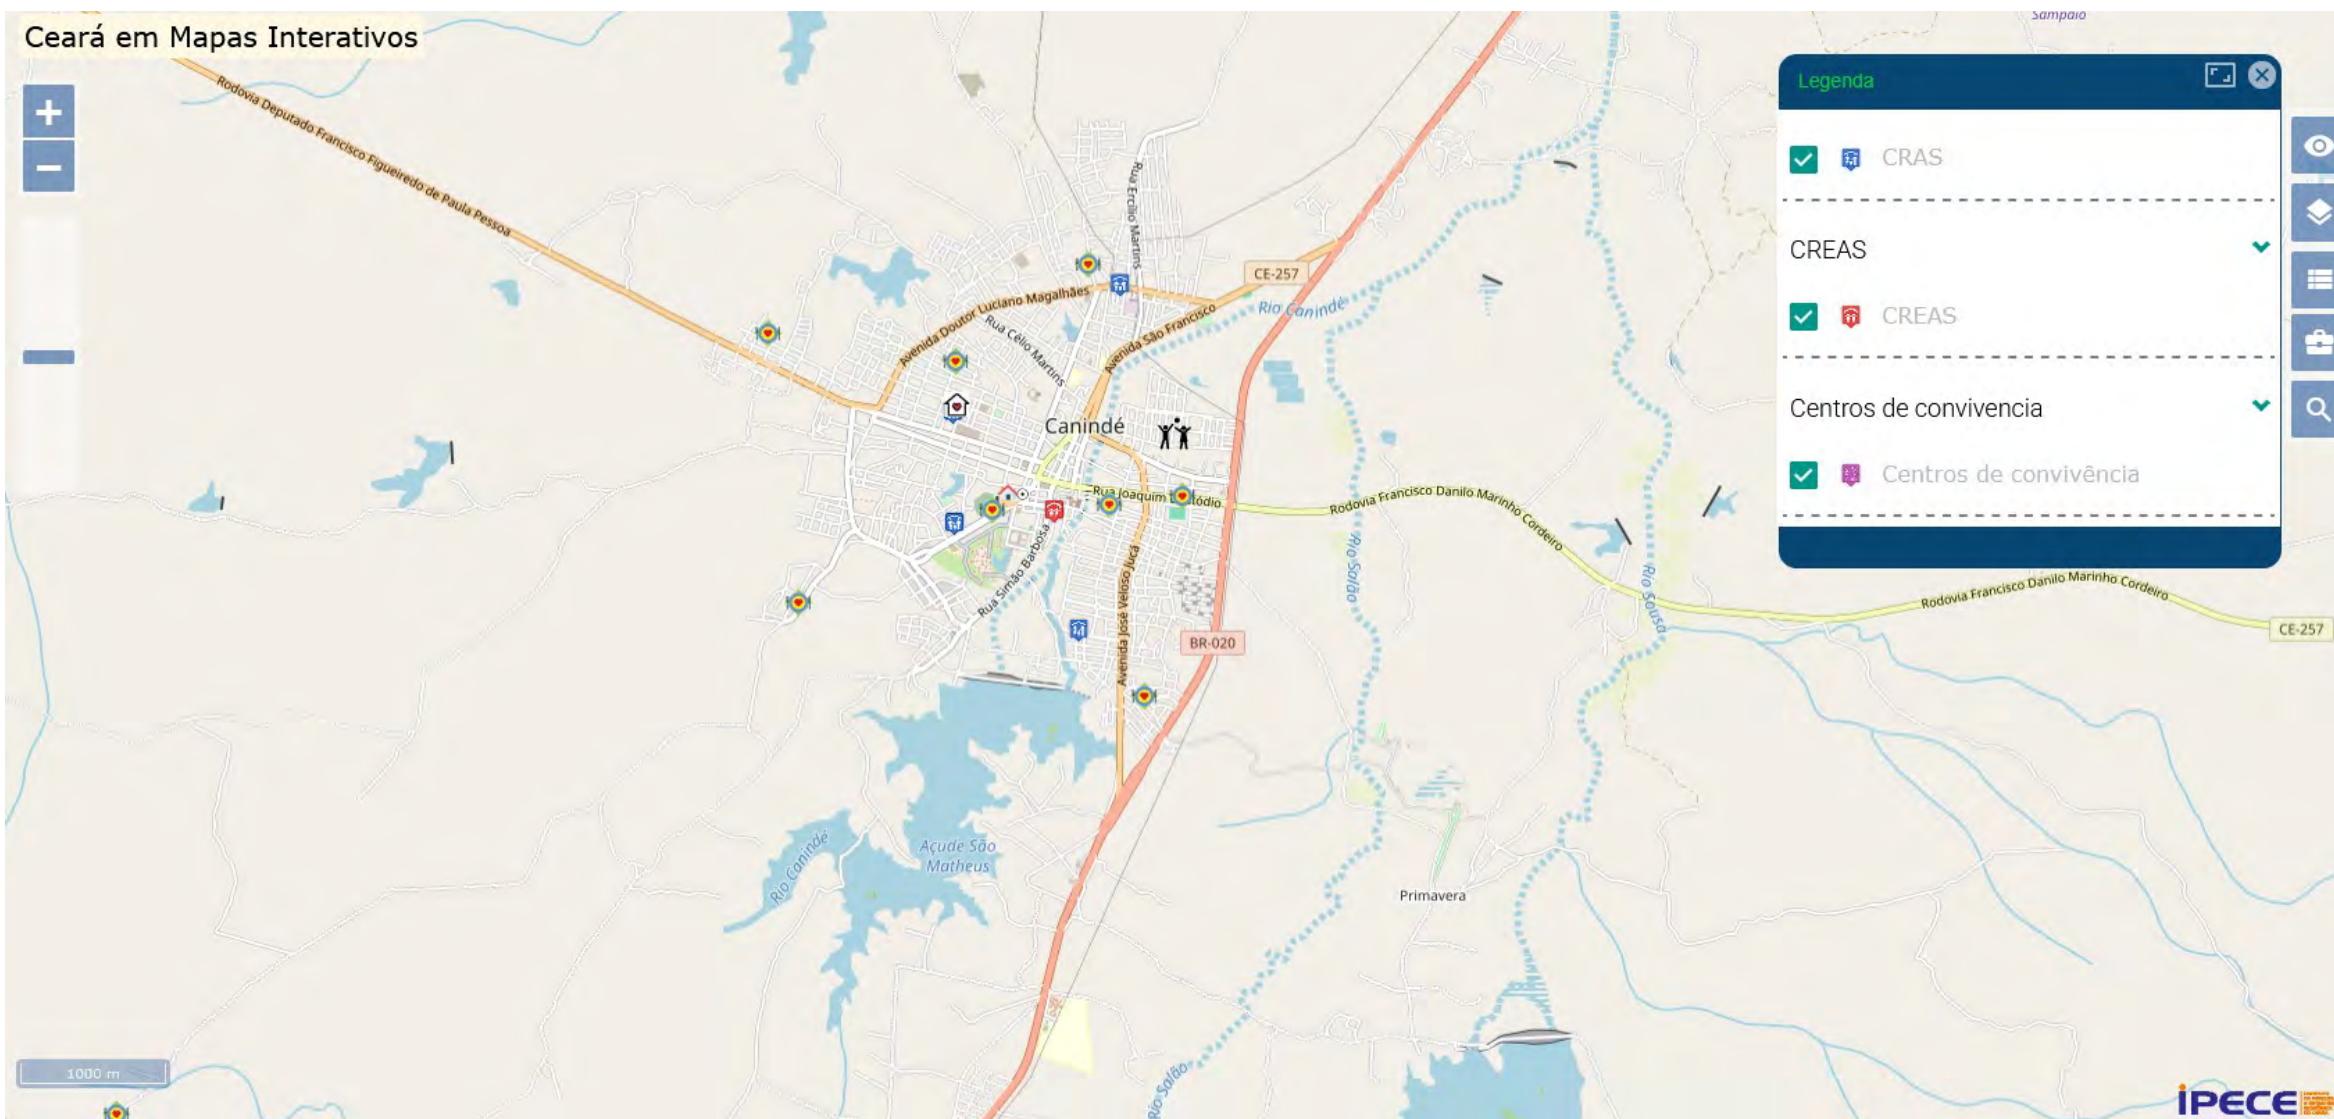 Ceará em Mapas Interativos
Sampaio
Rodovia Deputado Francisco Figueiredo de Paula Pessoa
Rua Ercílio Martins
CE-257
Rio Canindé
Avenida Doutor Luciano Magalhães
Avenida São Francisco
Rua Célio Martins
Canindé
Rua Joaquim
Rodovia Francisco Danilo Marinho Cordeiro
Rua Simão Barbosa
Avenida José Veloso Jucá
Rio Salão
Rio Sousa
BR-020
Rodovia Francisco Danilo Marinho Cordeiro
CE-257
Açude São
Matheus
Rio Canindé
Primavera
Rio Salão
Legenda
CRAS
CREAS
CREAS
Centros de convivencia
Centros de convivência
1000 m
iPECE